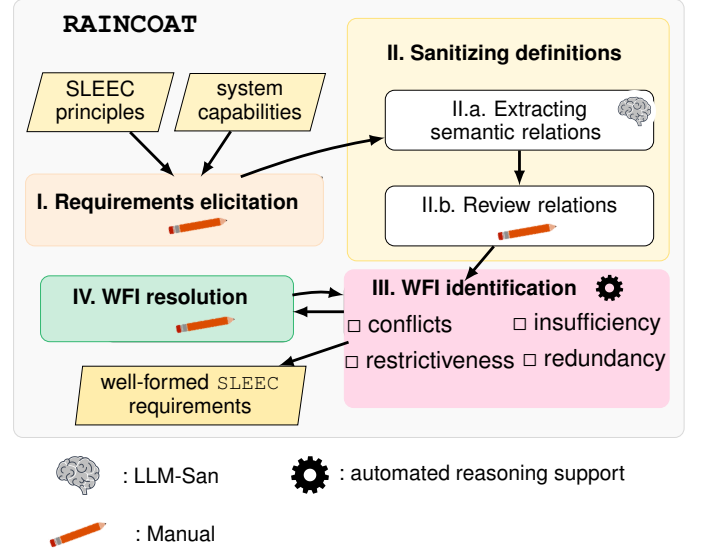 RAINCOAT
SLEEC
principles
system
capabilities
I. Requirements elicitation
II. Sanitizing definitions
II.a. Extracting
semantic relations
II.b. Review relations
III. WFI identification
□ conflicts
□ insufficiency
□ restrictiveness
□ redundancy
IV. WFI resolution
well-formed SLEEC
requirements
: LLM-San
: automated reasoning support
: Manual